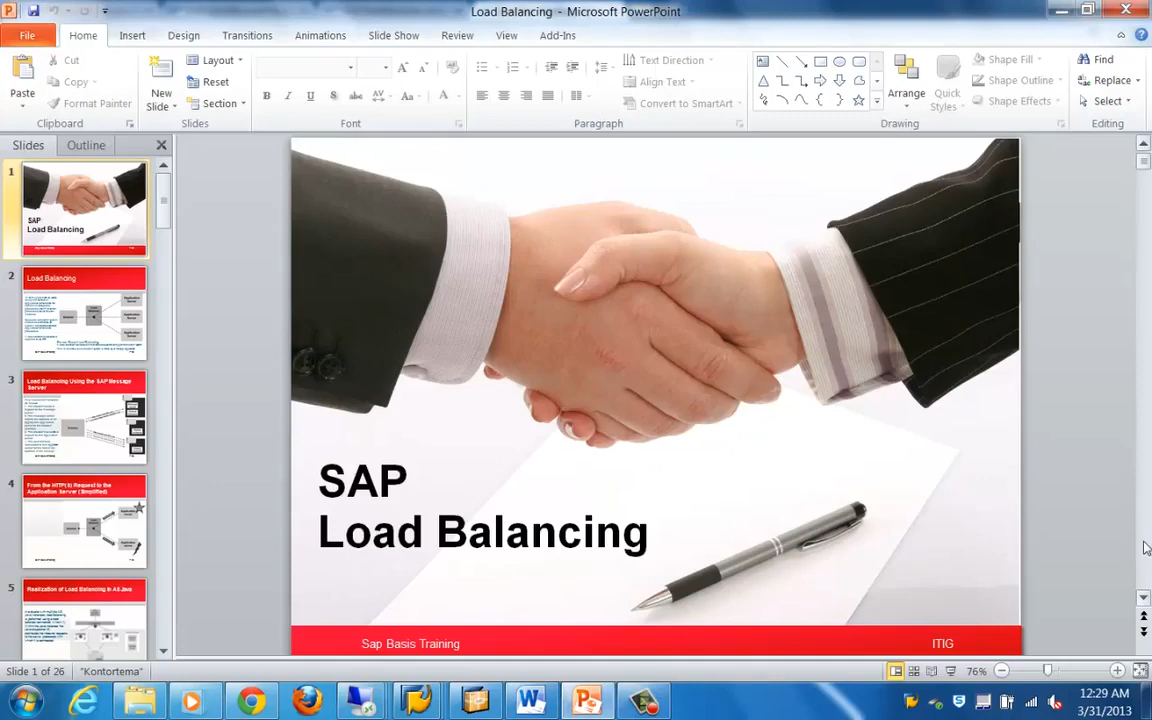 Load Balancing - Microsoft PowerPoint
File Home Insert Design Transitions Animations Slide Show Review View Add-Ins
Paste
Cut
Copy
Format Painter
Clipboard
New Slide
Layout
Reset
Section
Slides
Font
Text Direction
Align Text
Convert to SmartArt
Paragraph
Arrange
Quick Styles
Shape Fill
Shape Outline
Shape Effects
Drawing
Find
Replace
Select
Editing
Slides Outline
1
SAP
Load Balancing
2
Load Balancing
3
Load Balancing Using the SAP Message
Server
4
From the HTTP(S) Request to the
Application Server (Simplified)
5
Realization of Load Balancing in AS Java
SAP
Load Balancing
Sap Basis Training ITIG
Slide 1 of 26 "Kontortema" 76%
12:29 AM
3/31/2013